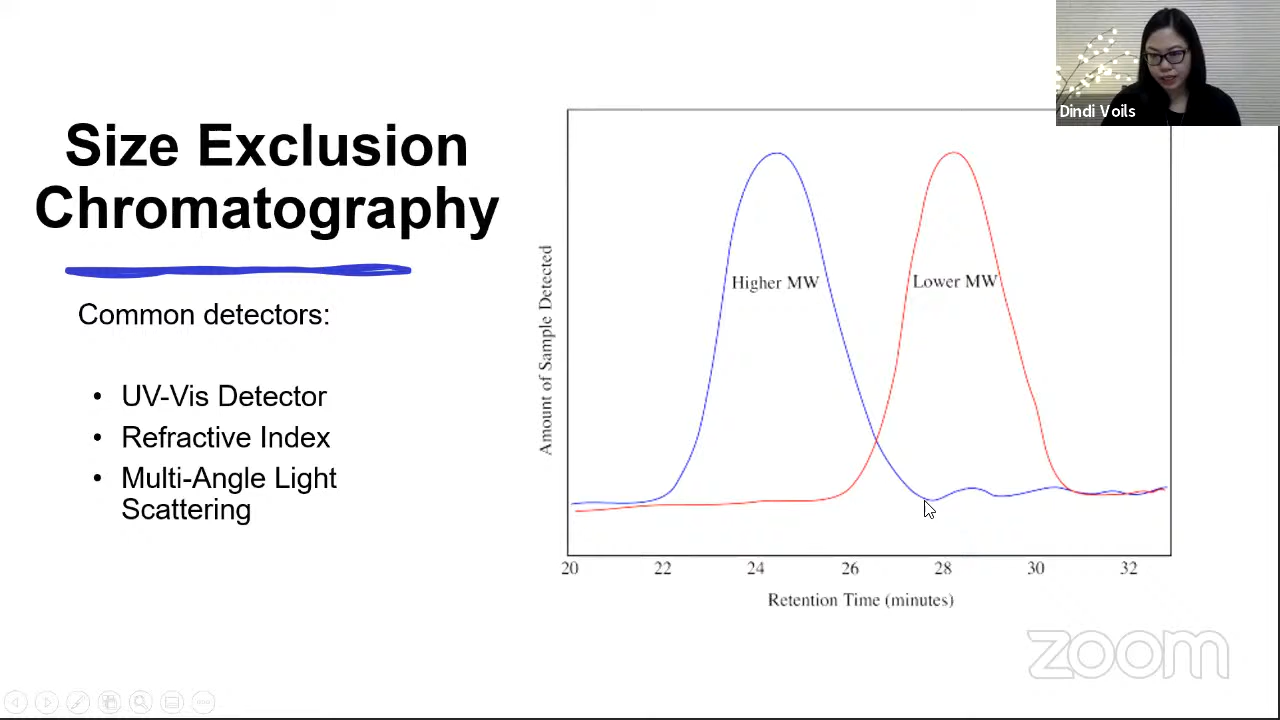 Dindi Voils
Size Exclusion
Chromatography
Common detectors:
• UV-Vis Detector
• Refractive Index
• Multi-Angle Light
Scattering
Amount of Sample Detected
Higher MW
Lower MW
20 22 24 26 28 30 32
Retention Time (minutes)
zoom